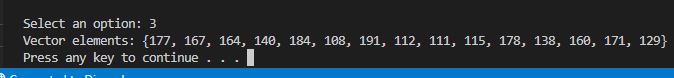 Select an option: 3
Vector elements: {177, 167, 164, 140, 184, 108, 191, 112, 111, 115, 178, 138, 160, 171, 129}
Press any key to continue . . .